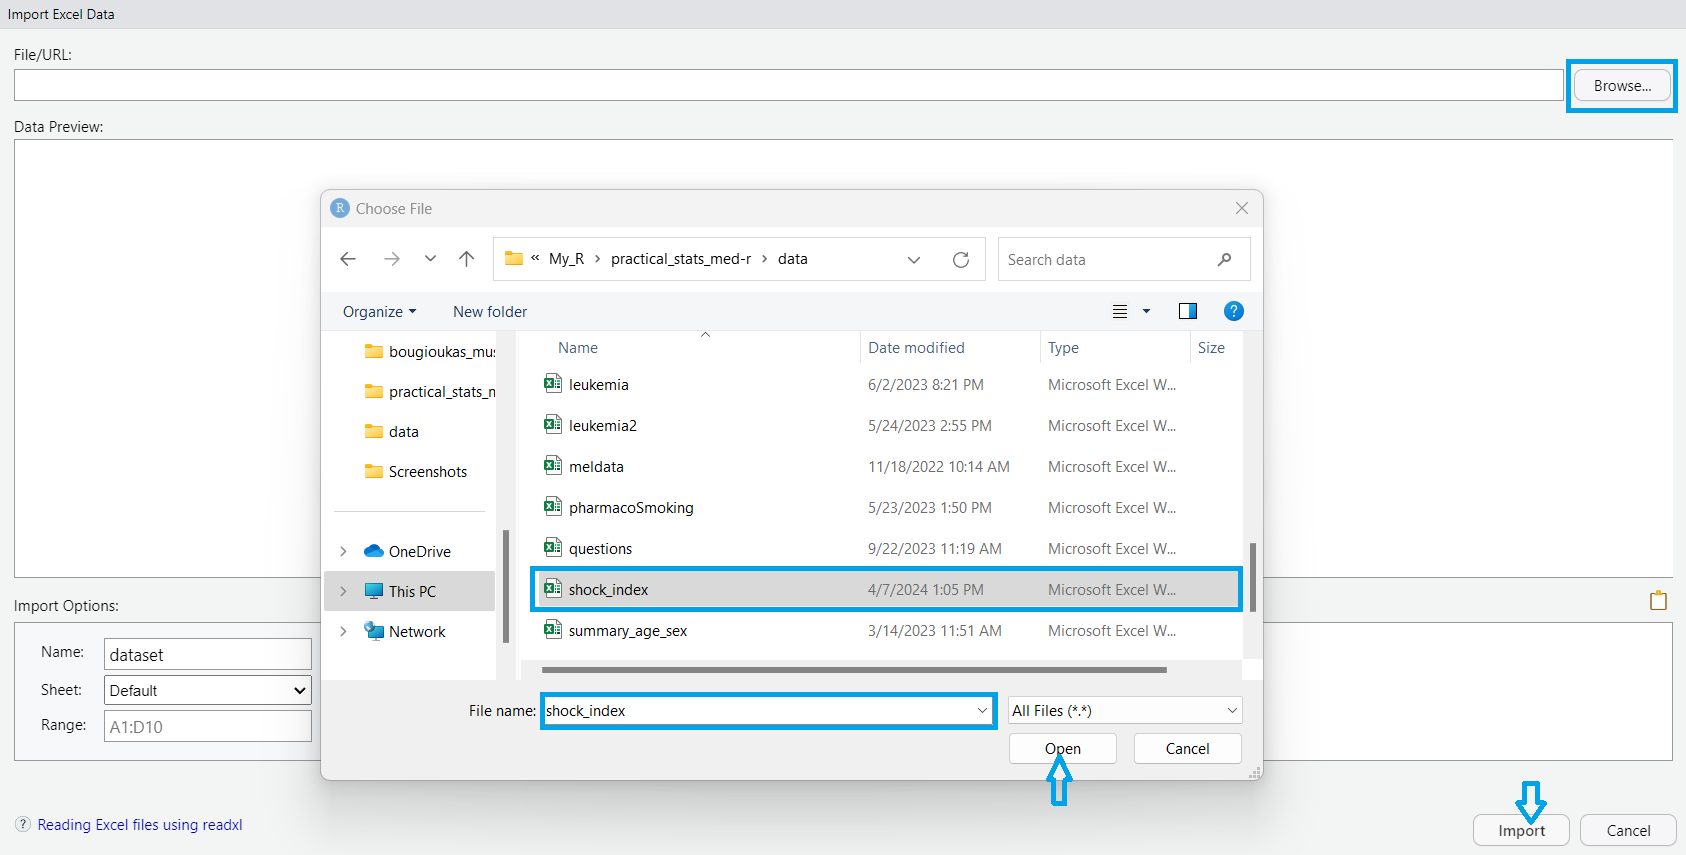 Import Excel Data
File/URL:
Browse...
Data Preview:
R Choose File
« My_R > practical_stats_med-r > data
Search data
Organize New folder
?
Name Date modified Type Size
bougioukas_mus
practical_stats_m
data
Screenshots
OneDrive
This PC
Network
leukemia 6/2/2023 8:21 PM Microsoft Excel W...
leukemia2 5/24/2023 2:55 PM Microsoft Excel W...
meldata 11/18/2022 10:14 AM Microsoft Excel W...
pharmacoSmoking 5/23/2023 1:50 PM Microsoft Excel W...
questions 9/22/2023 11:19 AM Microsoft Excel W...
shock_index 4/7/2024 1:05 PM Microsoft Excel W...
summary_age_sex 3/14/2023 11:51 AM Microsoft Excel W...
File name: shock_index All Files (*.*)
Open Cancel
Import Options:
Name: dataset
Sheet: Default
Range: A1:D10
? Reading Excel files using readxl
Import Cancel